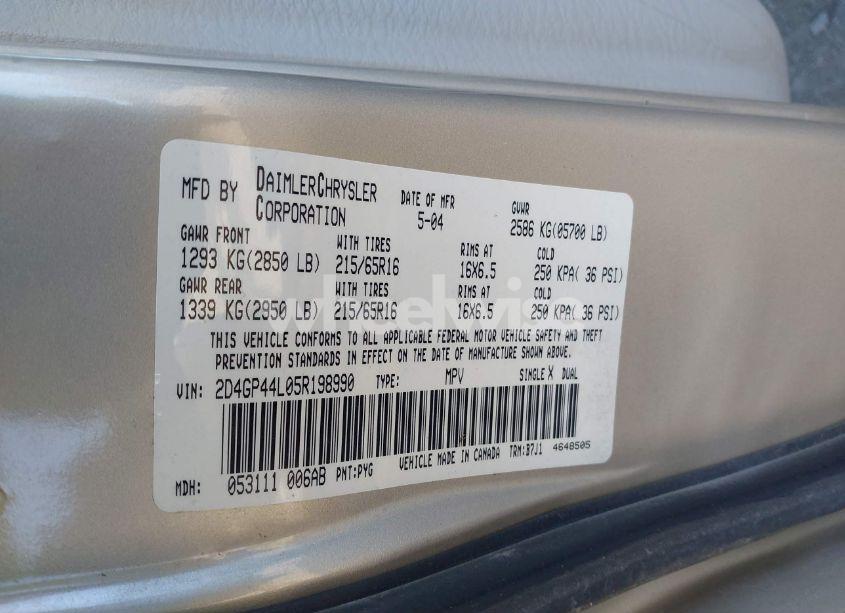 MFD BY DAIMLERCHRYSLER CORPORATION DATE OF MFR 5-04 GVWR 2586 KG(05700 LB)
GAWR FRONT WITH TIRES RIMS AT COLD
1293 KG(2850 LB) 215/65R16 16X6.5 250 KPA( 36 PSI)
GAWR REAR WITH TIRES RIMS AT COLD
1339 KG(2950 LB) 215/65R16 16X6.5 250 KPA( 36 PSI)
THIS VEHICLE CONFORMS TO ALL APPLICABLE FEDERAL MOTOR VEHICLE SAFETY AND THEFT
PREVENTION STANDARDS IN EFFECT ON THE DATE OF MANUFACTURE SHOWN ABOVE.
VIN: 2D4GP44L05R198990 TYPE: MPV SINGLE X DUAL
MDH: 053111 006AB PNT:PYG VEHICLE MADE IN CANADA TRM:B7J1 4648505
wheelwise